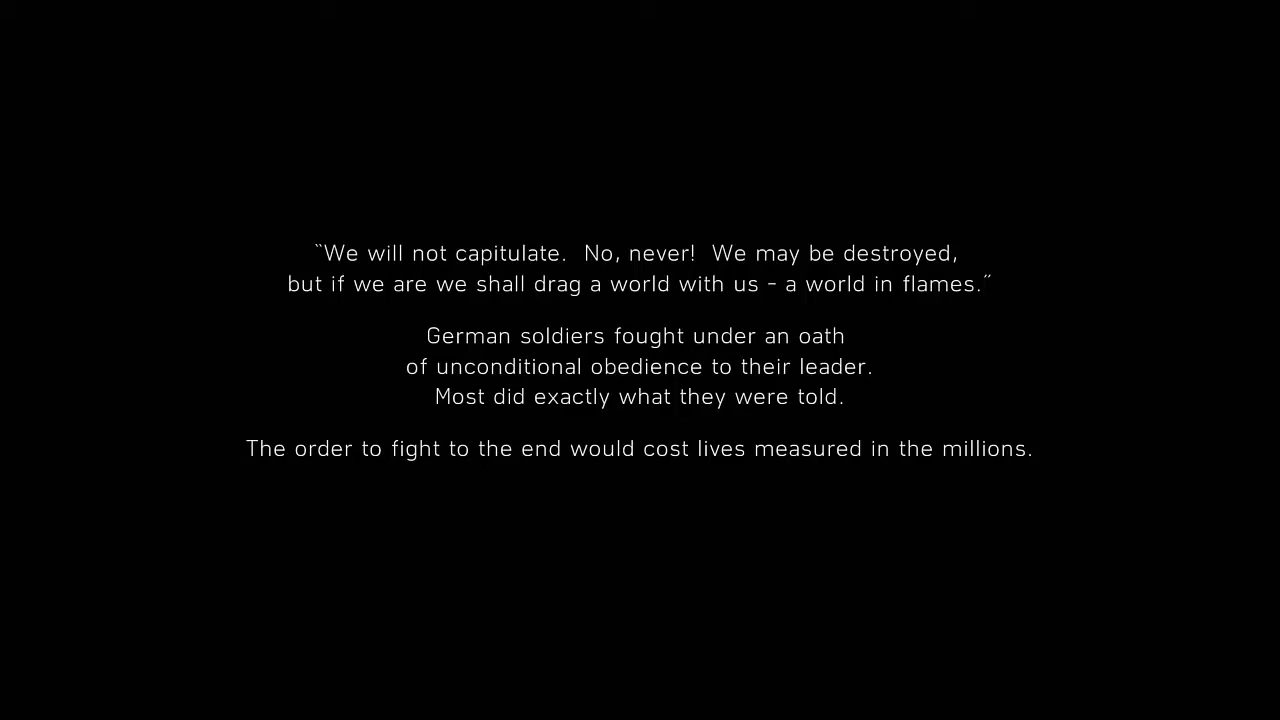 “We will not capitulate.  No, never!  We may be destroyed,
but if we are we shall drag a world with us - a world in flames.”
German soldiers fought under an oath
of unconditional obedience to their leader.
Most did exactly what they were told.
The order to fight to the end would cost lives measured in the millions.